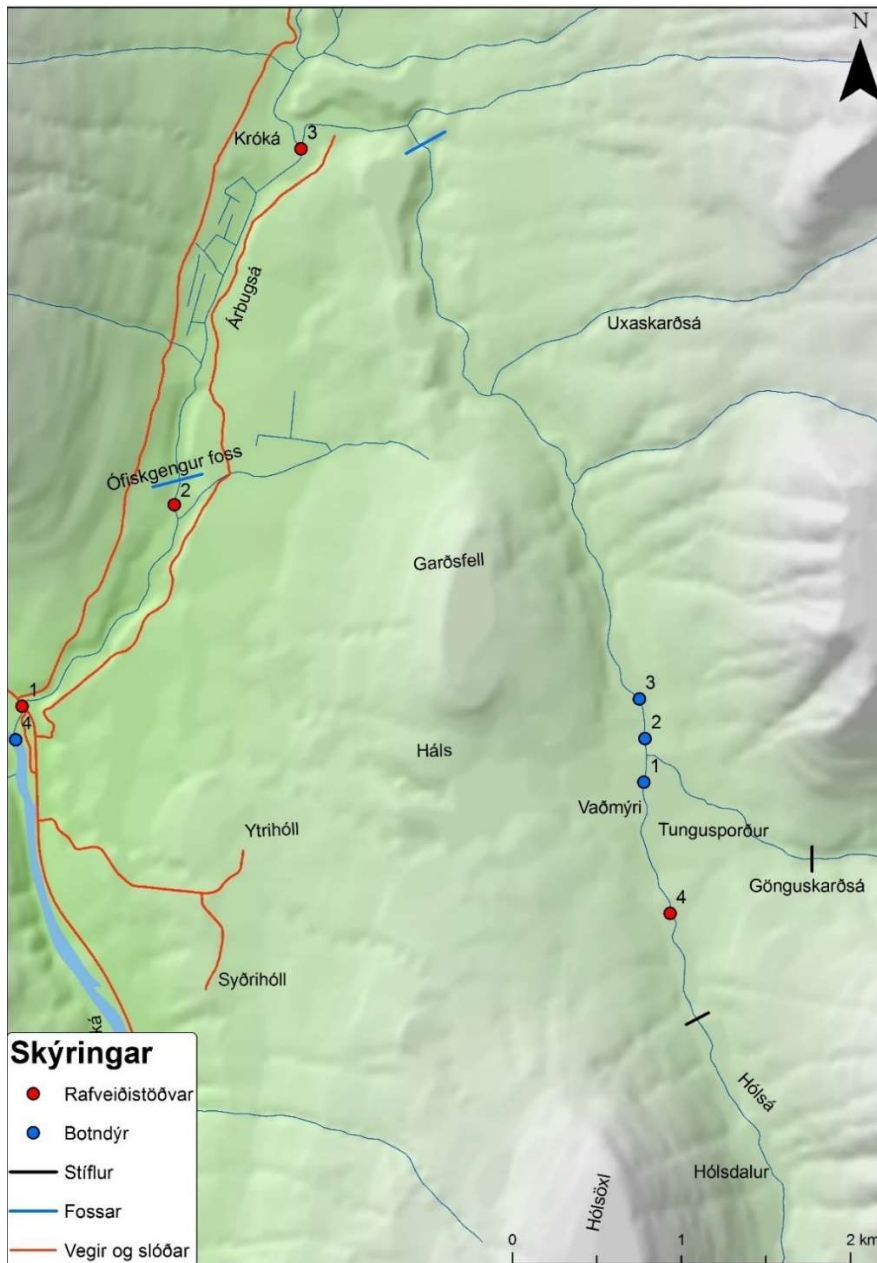 N
3
Króká
Árbugsá
Uxaskarðsá
Ófiskgengur foss
2
Garðsfell
1
4
3
2
1
Háls
Vaðmýri
Tungusporður
Gönguskarðsá
Ytrihóll
4
Syðrihóll
ká
Hólsá
Hólsdalur
Hólsöxl
Skýringar
Rafveiðistöðvar
Botndýr
Stíflur
Fossar
Vegir og slóðar
0 1 2 km